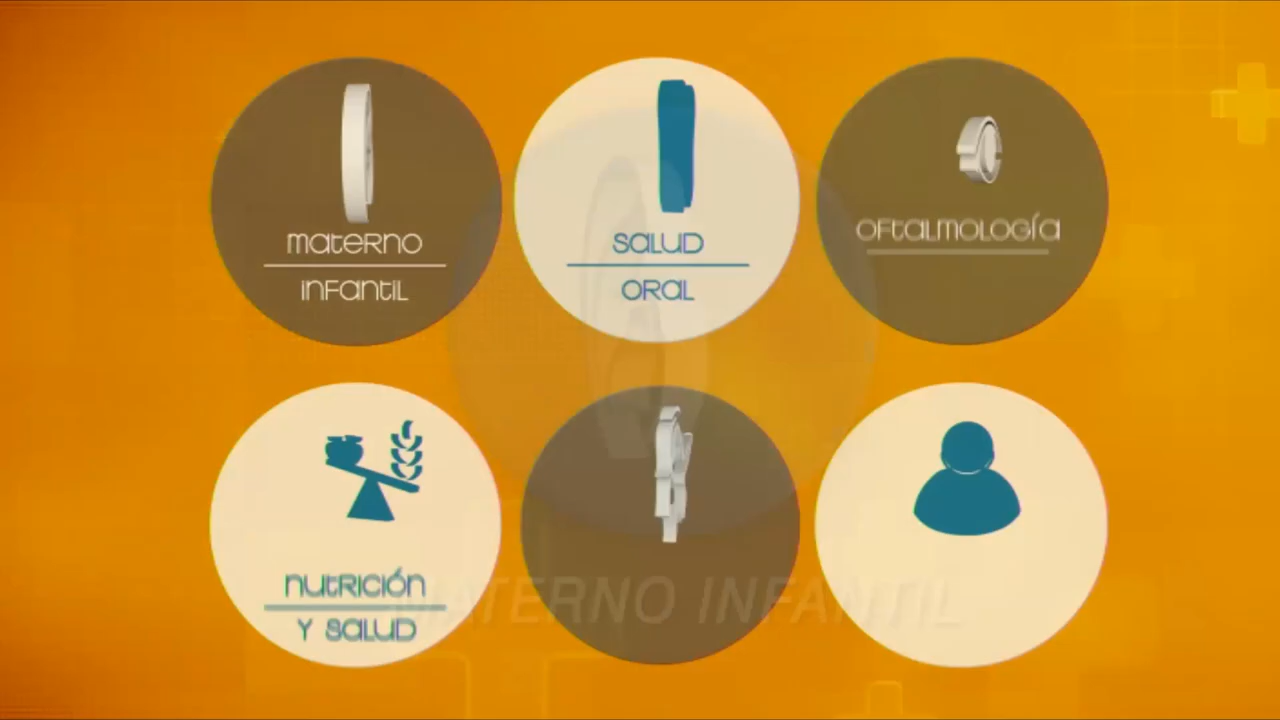 materno
infantil
salud
oral
oftalmología
nutrición
y salud
MATERNO INFANTIL